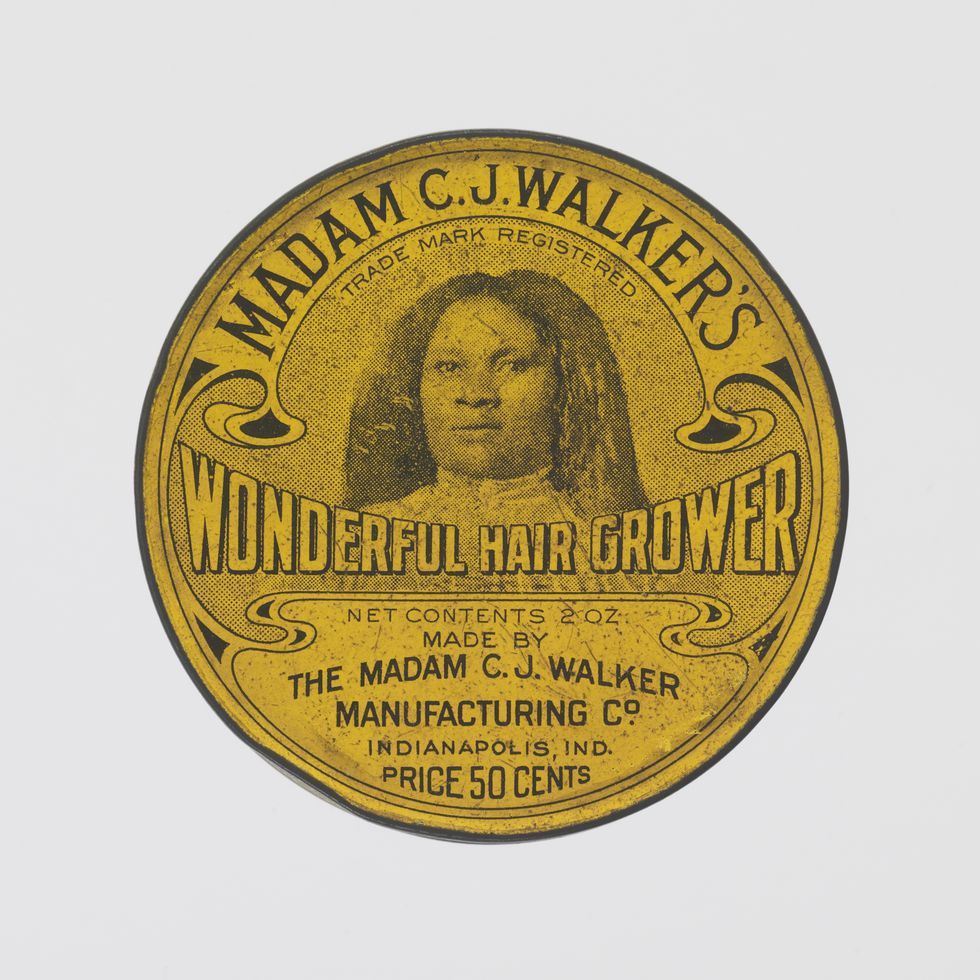 MADAM C.J. WALKER'S
TRADE MARK REGISTERED
WONDERFUL HAIR GROWER
NET CONTENTS 2 OZ.
MADE BY
THE MADAM C.J. WALKER
MANUFACTURING Cº
INDIANAPOLIS, IND.
PRICE 50 CENTS